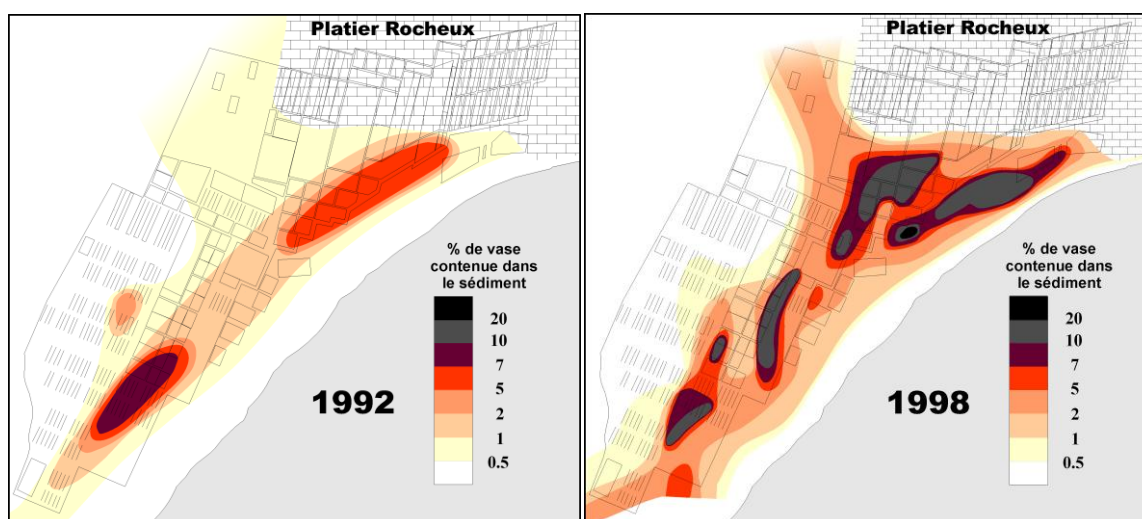 Platier Rocheux
% de vase
contenue dans
le sédiment
20
10
7
5
2
1
0.5
1992
Platier Rocheux
% de vase
contenue dans
le sédiment
20
10
7
5
2
1
0.5
1998